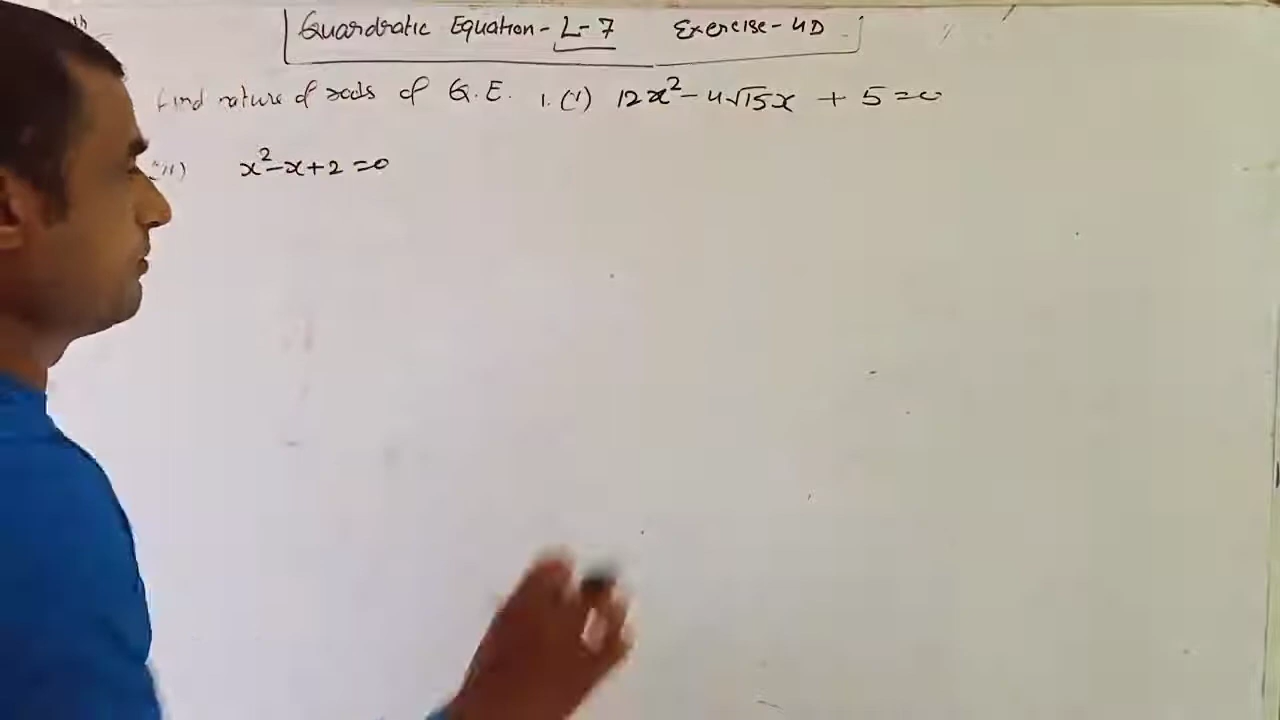 Quardratic Equation - L-7 Exercise - 4D
Find nature of roots of Q.E. 1. (i) 12x² - 4√15x + 5 = 0
x² - x + 2 = 0